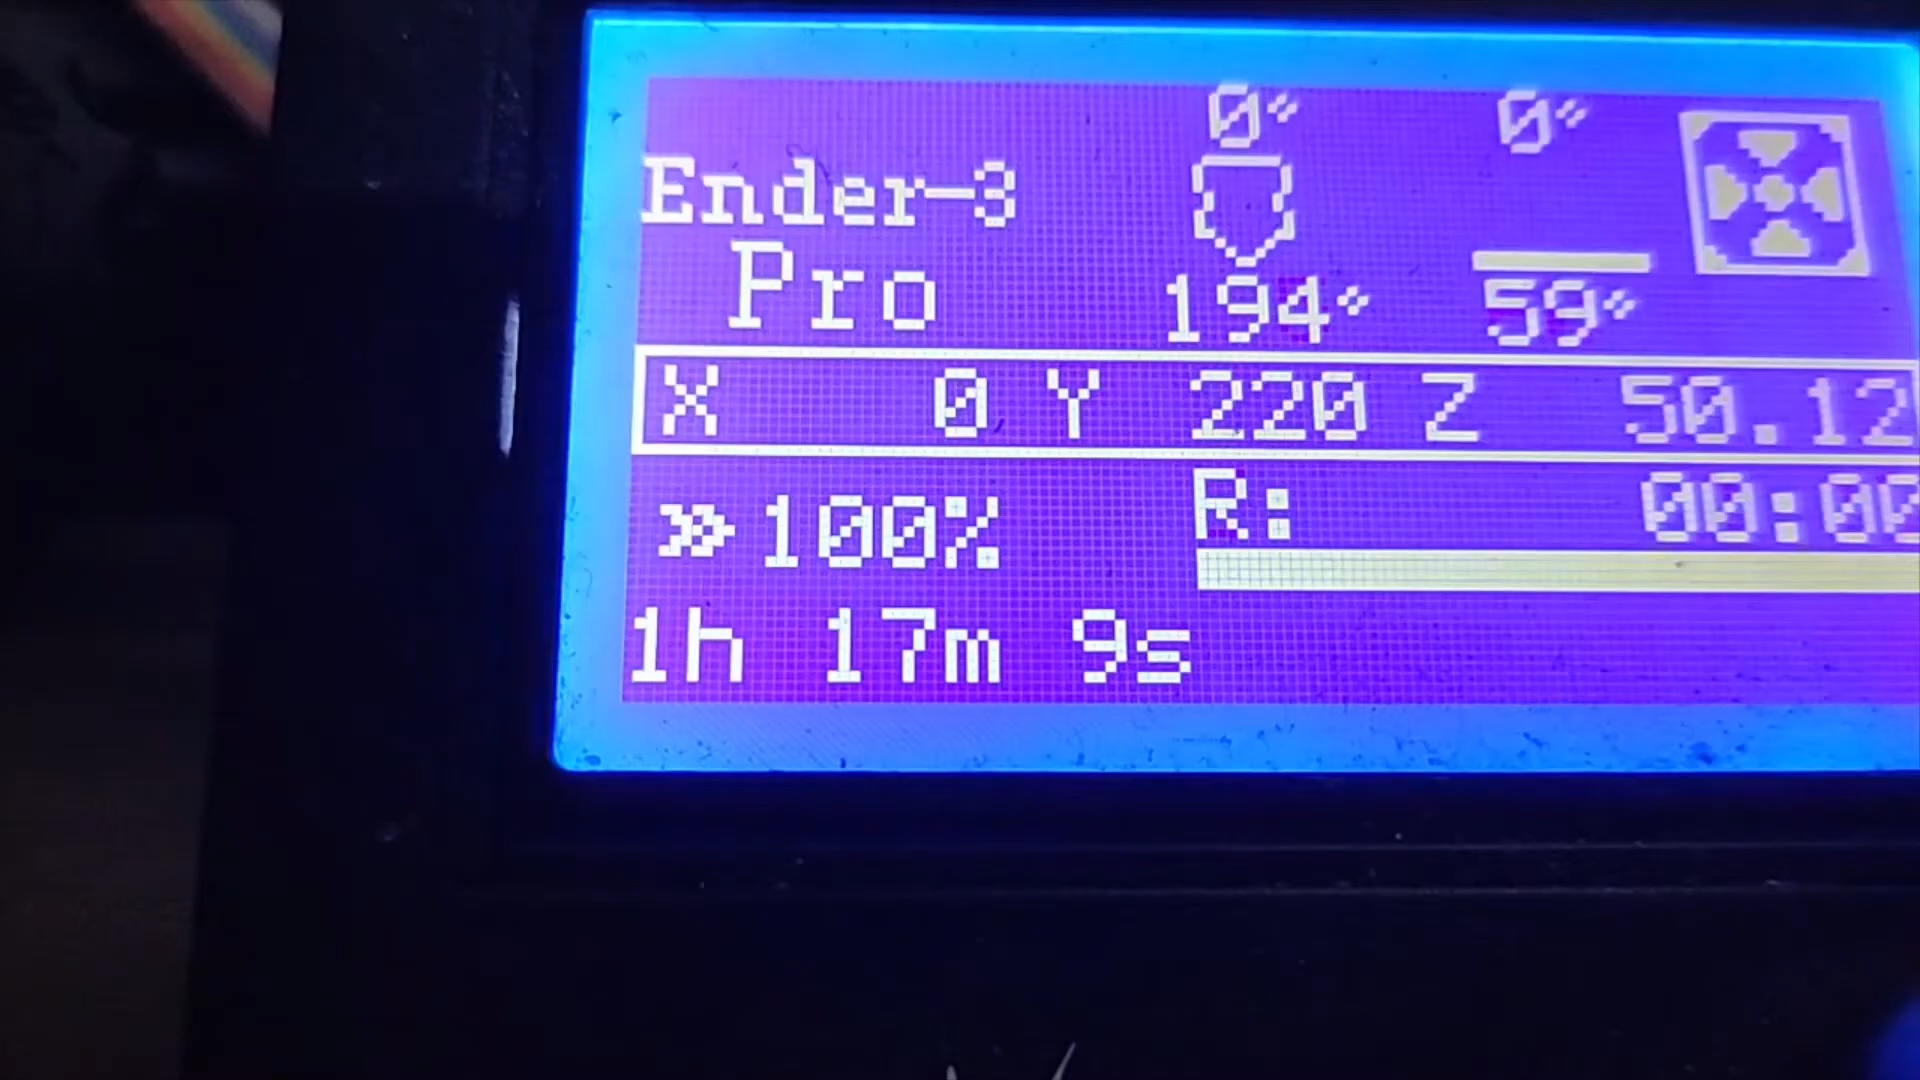 0° 0°
Ender-3
Pro
194° 59°
X 0 Y 220 Z 50.12
»100% R: 00:00
1h 17m 9s